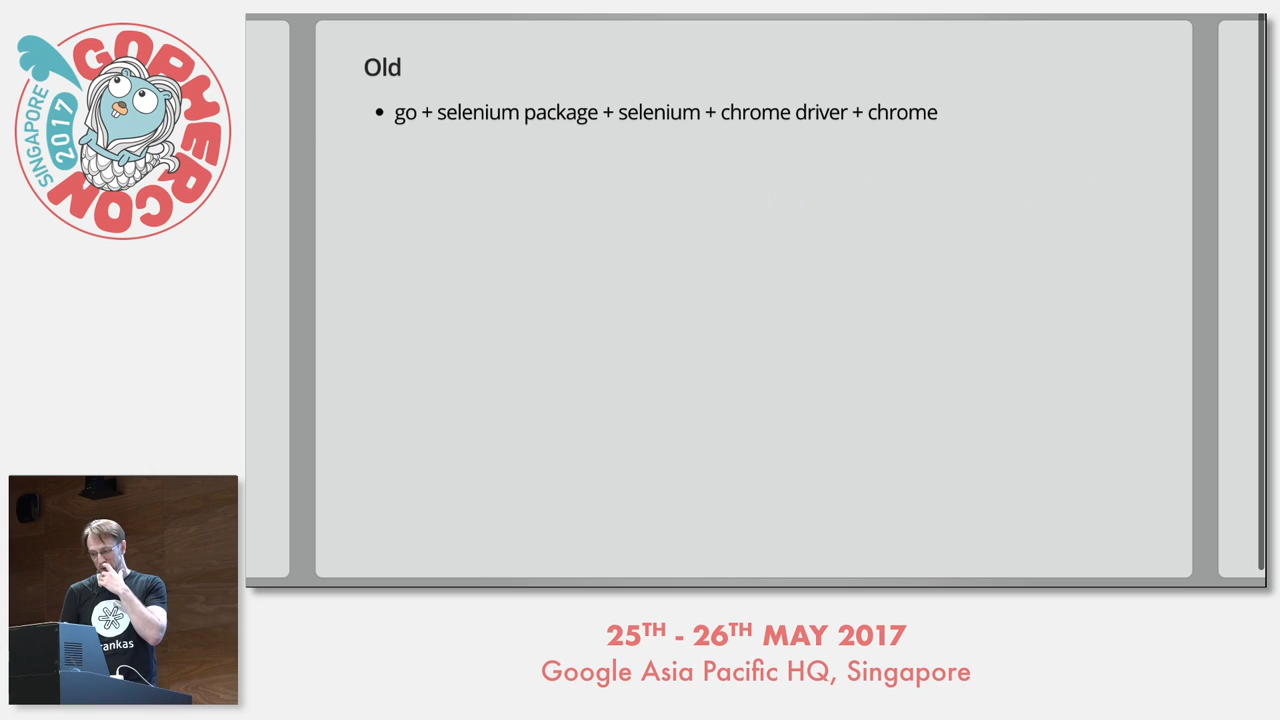 GOPHERCON
SINGAPORE
2017
Old
• go + selenium package + selenium + chrome driver + chrome
rankas
25TH - 26TH MAY 2017
Google Asia Pacific HQ, Singapore